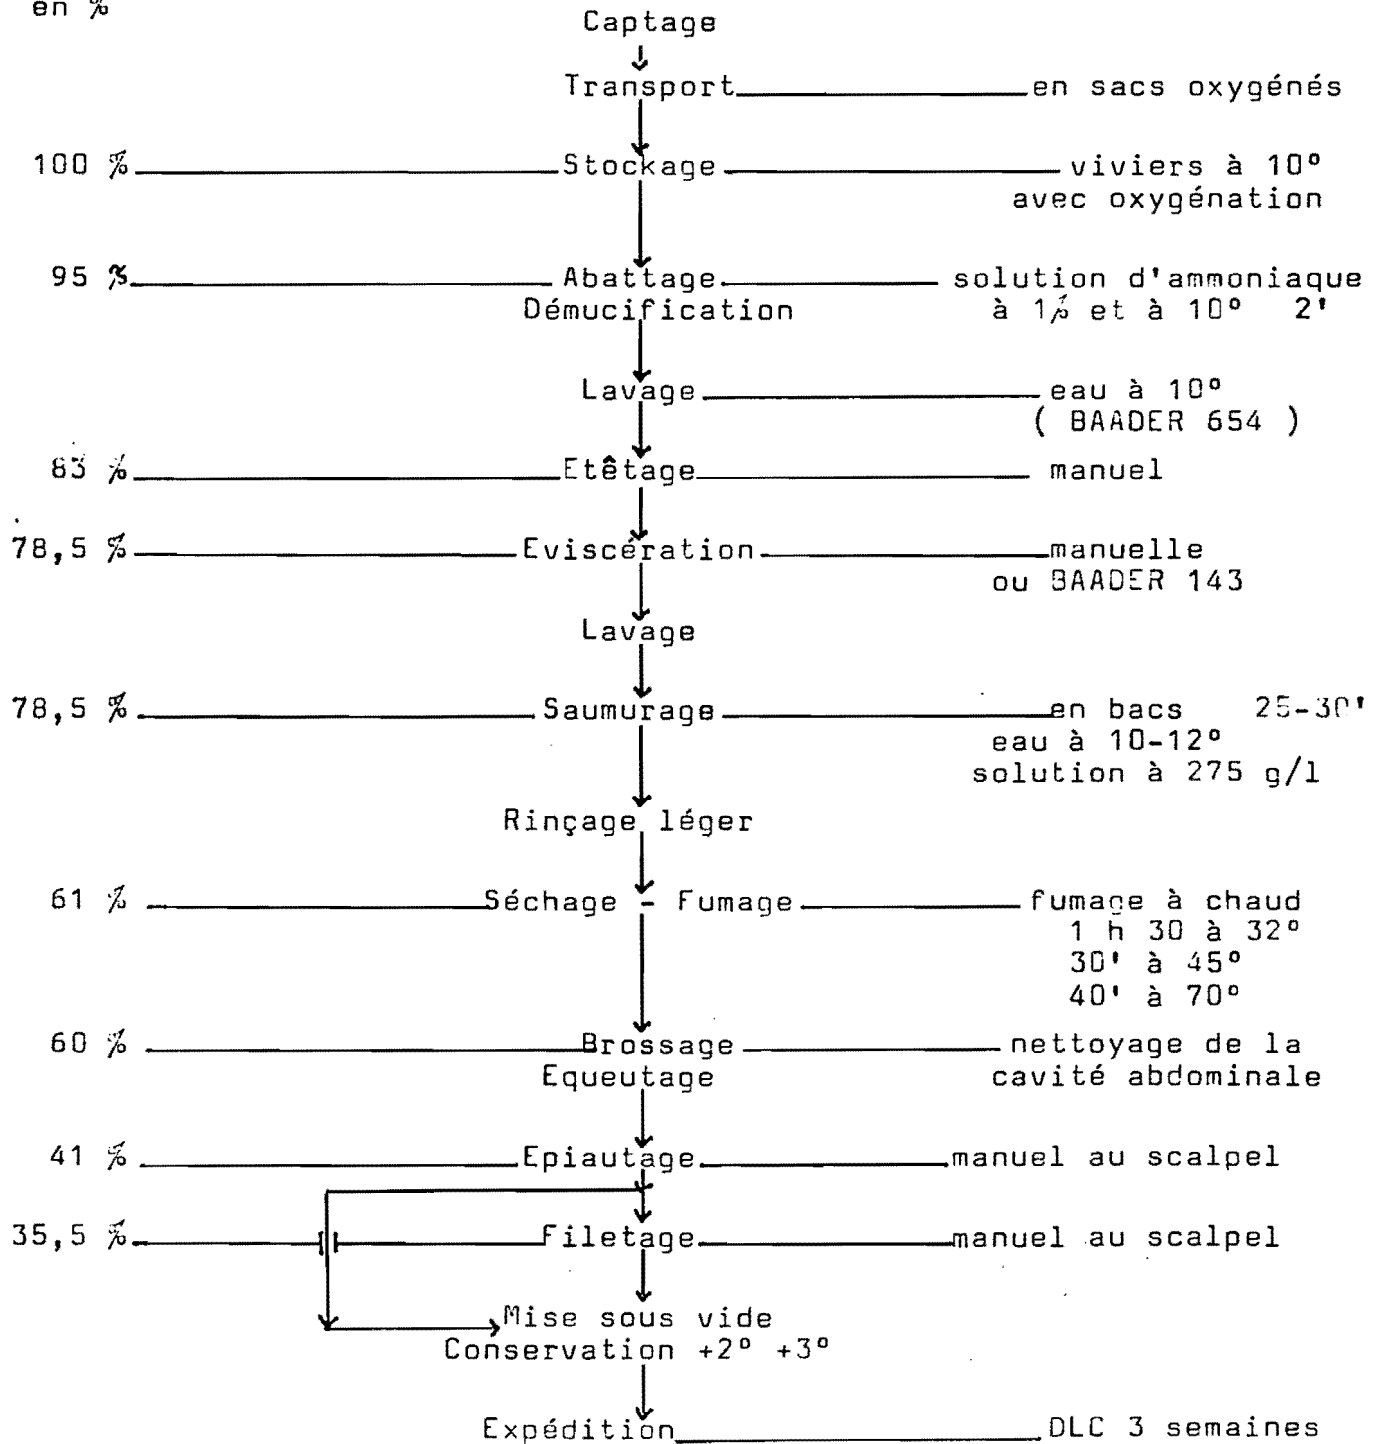 en %
Captage
Transport en sacs oxygénés
100 % Stockage viviers à 10°
avec oxygénation
95 % Abattage solution d'ammoniaque
Démucification à 1% et à 10° 2'
Lavage eau à 10°
( BAADER 654 )
83 % Etêtage manuel
78,5 % Eviscération manuelle
ou BAADER 143
Lavage
78,5 % Saumurage en bacs 25-30'
eau à 10-12°
solution à 275 g/l
Rinçage léger
61 % Séchage - Fumage fumage à chaud
1 h 30 à 32°
30' à 45°
40' à 70°
60 % Brossage nettoyage de la
Equeutage cavité abdominale
41 % Epiautage manuel au scalpel
35,5 % Filetage manuel au scalpel
Mise sous vide
Conservation +2° +3°
Expédition DLC 3 semaines